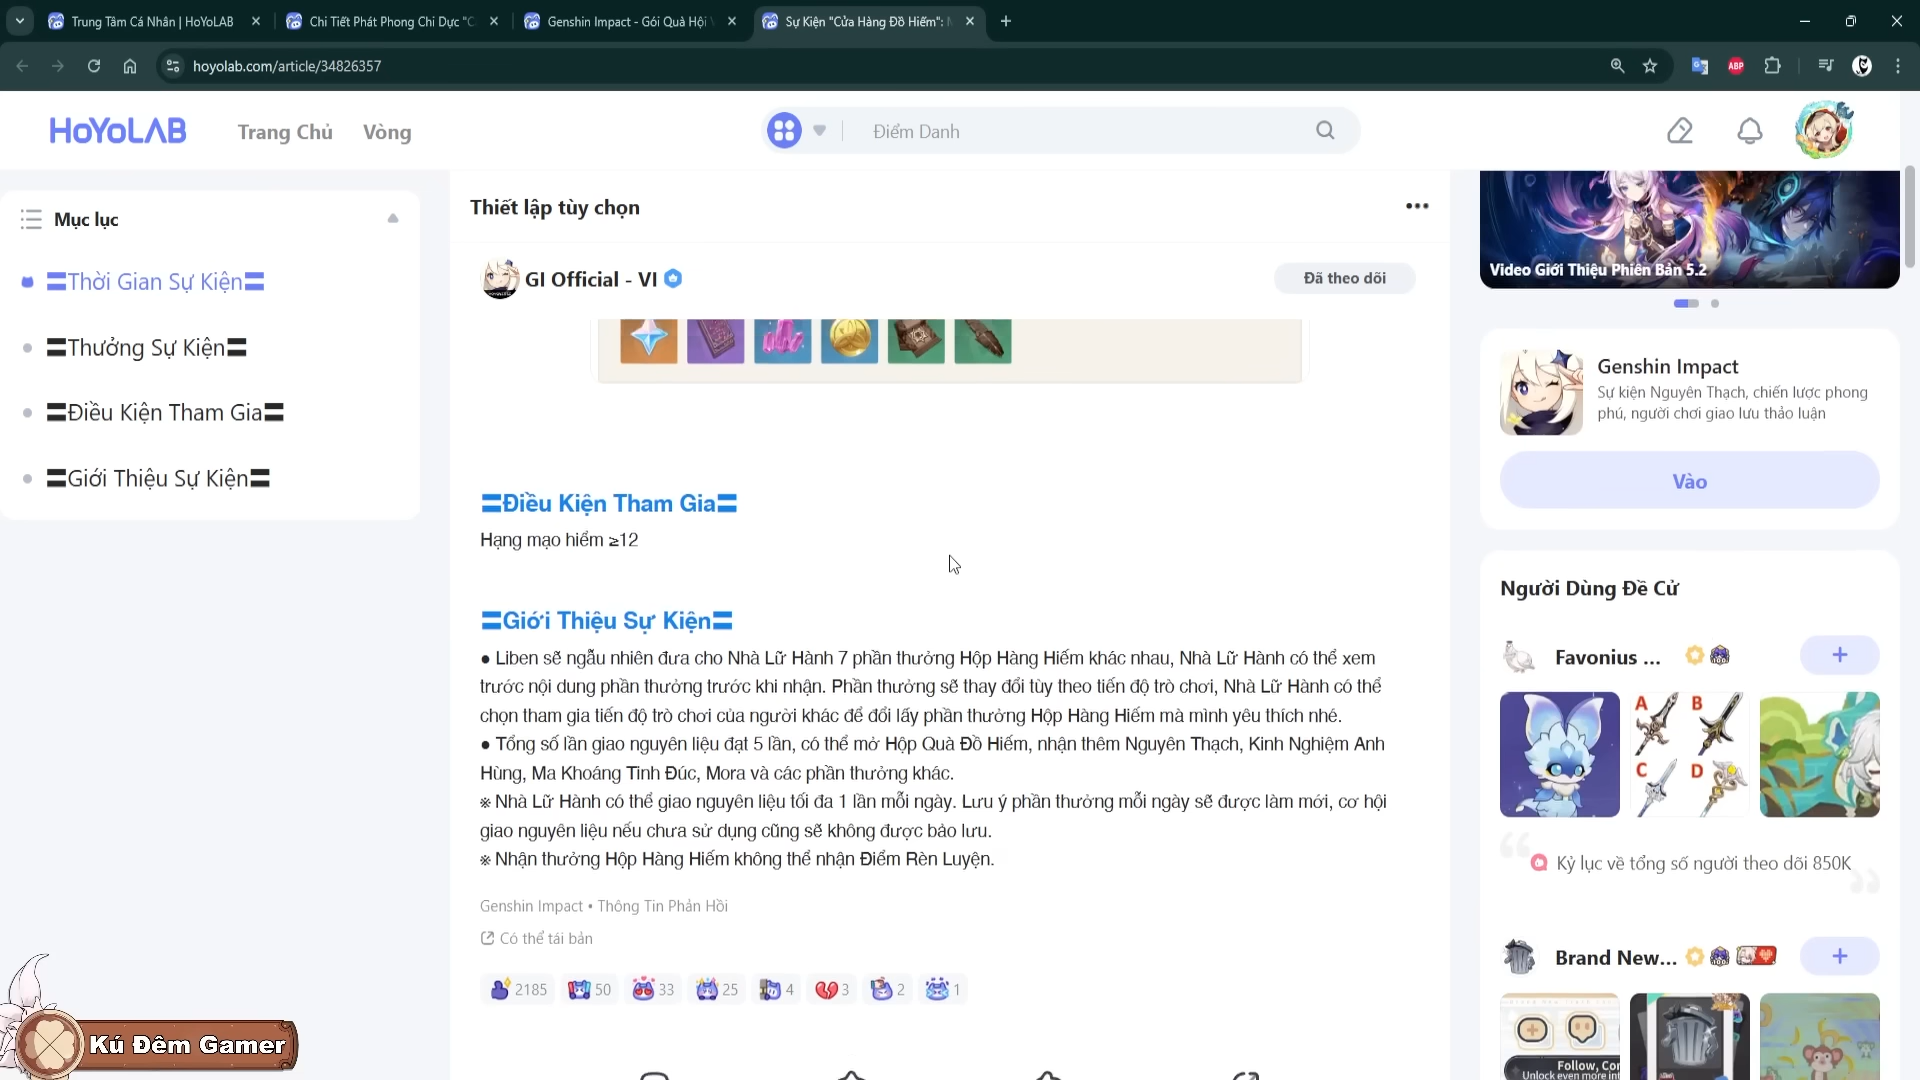 Trung Tâm Cá Nhân | HoYoLAB
Chi Tiết Phát Phong Chi Dực "C
Genshin Impact - Gói Quà Hội V
Sự Kiện "Cửa Hàng Đồ Hiếm":
hoyolab.com/article/34826357
ABP
HoYoLAB
Trang Chủ
Vòng
Điểm Danh
Mục lục
〓Thời Gian Sự Kiện〓
〓Thưởng Sự Kiện〓
〓Điều Kiện Tham Gia〓
〓Giới Thiệu Sự Kiện〓
Thiết lập tùy chọn
GI Official - VI
Đã theo dõi
〓Điều Kiện Tham Gia〓
Hạng mạo hiểm ≥12
〓Giới Thiệu Sự Kiện〓
● Liben sẽ ngẫu nhiên đưa cho Nhà Lữ Hành 7 phần thưởng Hộp Hàng Hiếm khác nhau, Nhà Lữ Hành có thể xem
trước nội dung phần thưởng trước khi nhận. Phần thưởng sẽ thay đổi tùy theo tiến độ trò chơi, Nhà Lữ Hành có thể
chọn tham gia tiến độ trò chơi của người khác để đổi lấy phần thưởng Hộp Hàng Hiếm mà mình yêu thích nhé.
● Tổng số lần giao nguyên liệu đạt 5 lần, có thể mở Hộp Quà Đồ Hiếm, nhận thêm Nguyên Thạch, Kinh Nghiệm Anh
Hùng, Ma Khoáng Tinh Đúc, Mora và các phần thưởng khác.
※ Nhà Lữ Hành có thể giao nguyên liệu tối đa 1 lần mỗi ngày. Lưu ý phần thưởng mỗi ngày sẽ được làm mới, cơ hội
giao nguyên liệu nếu chưa sử dụng cũng sẽ không được bảo lưu.
※ Nhận thưởng Hộp Hàng Hiếm không thể nhận Điểm Rèn Luyện.
Genshin Impact • Thông Tin Phản Hồi
Có thể tái bản
2185
50
33
25
4
3
2
1
Video Giới Thiệu Phiên Bản 5.2
Genshin Impact
Sự kiện Nguyên Thạch, chiến lược phong
phú, người chơi giao lưu thảo luận
Vào
Người Dùng Đề Cử
Favonius ...
A B
C D
Kỷ lục về tổng số người theo dõi 850K
Brand New...
Follow, Con
Unlock even more int
Kú Đêm Gamer